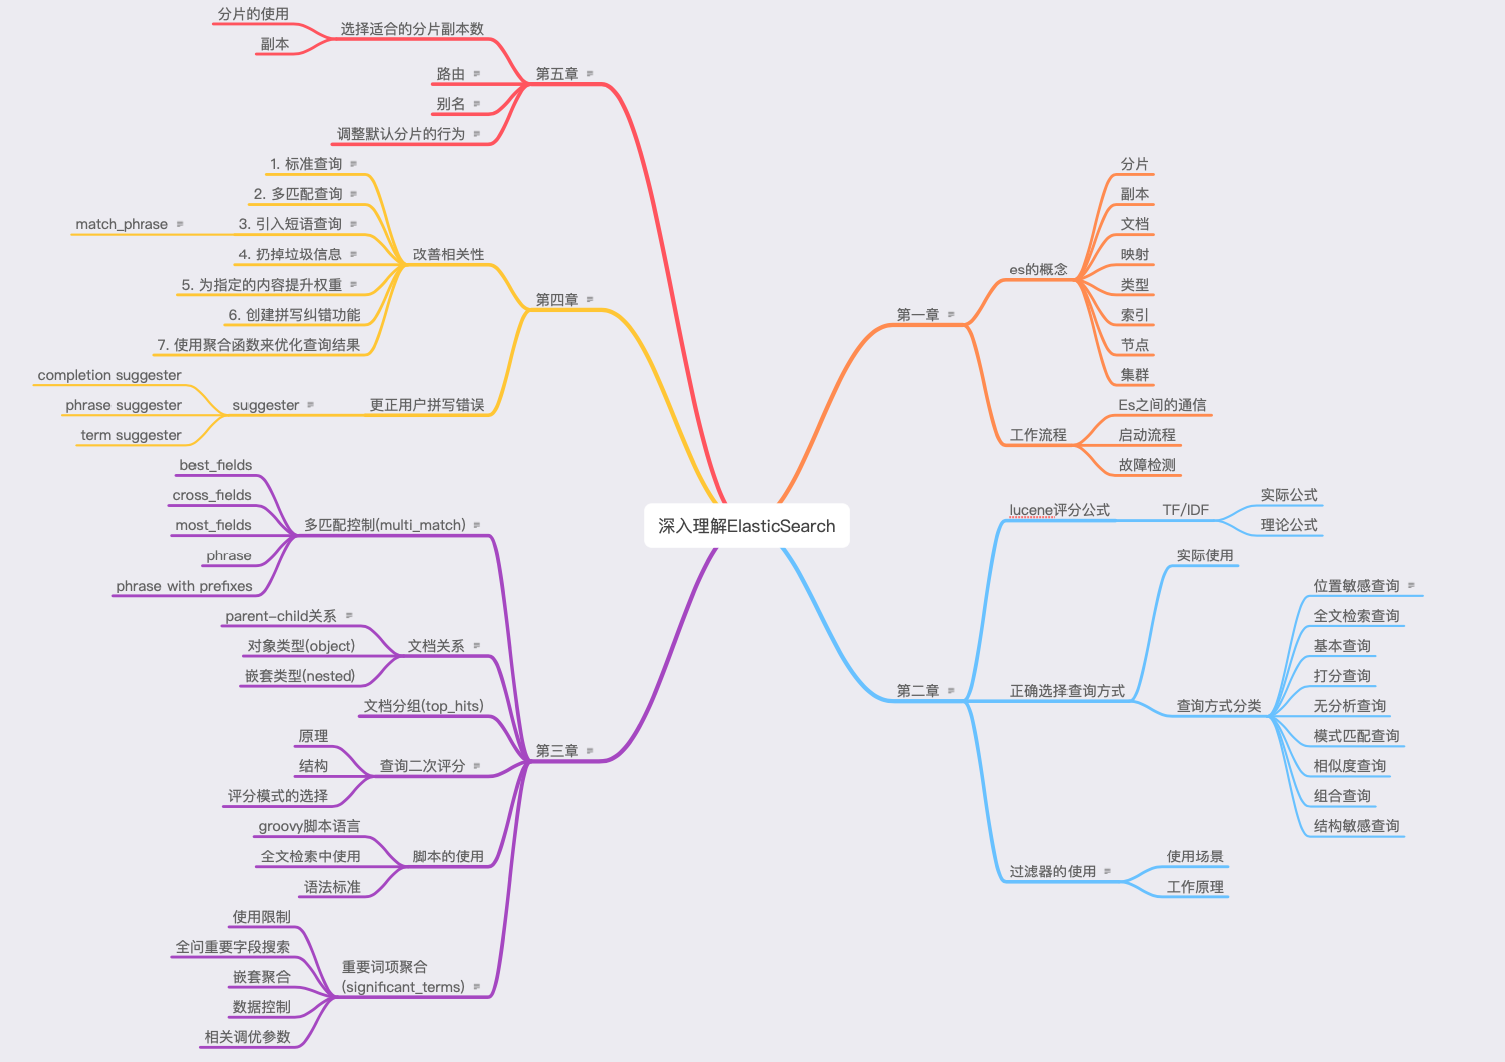 深入理解ElasticSearch
第一章
es的概念
分片
副本
文档
映射
类型
索引
节点
集群
工作流程
Es之间的通信
启动流程
故障检测
第二章
lucene评分公式
TF/IDF
实际公式
理论公式
正确选择查询方式
实际使用
查询方式分类
位置敏感查询
全文检索查询
基本查询
打分查询
无分析查询
模式匹配查询
相似度查询
组合查询
结构敏感查询
过滤器的使用
使用场景
工作原理
第三章
多匹配控制(multi_match)
best_fields
cross_fields
most_fields
phrase
phrase with prefixes
文档关系
parent-child关系
对象类型(object)
嵌套类型(nested)
文档分组(top_hits)
查询二次评分
原理
结构
评分模式的选择
脚本的使用
groovy脚本语言
全文检索中使用
语法标准
重要词项聚合
(significant_terms)
使用限制
全问重要字段搜索
嵌套聚合
数据控制
相关调优参数
第四章
改善相关性
1. 标准查询
2. 多匹配查询
3. 引入短语查询
match_phrase
4. 扔掉垃圾信息
5. 为指定的内容提升权重
6. 创建拼写纠错功能
7. 使用聚合函数来优化查询结果
更正用户拼写错误
suggester
completion suggester
phrase suggester
term suggester
第五章
选择适合的分片副本数
分片的使用
副本
路由
别名
调整默认分片的行为